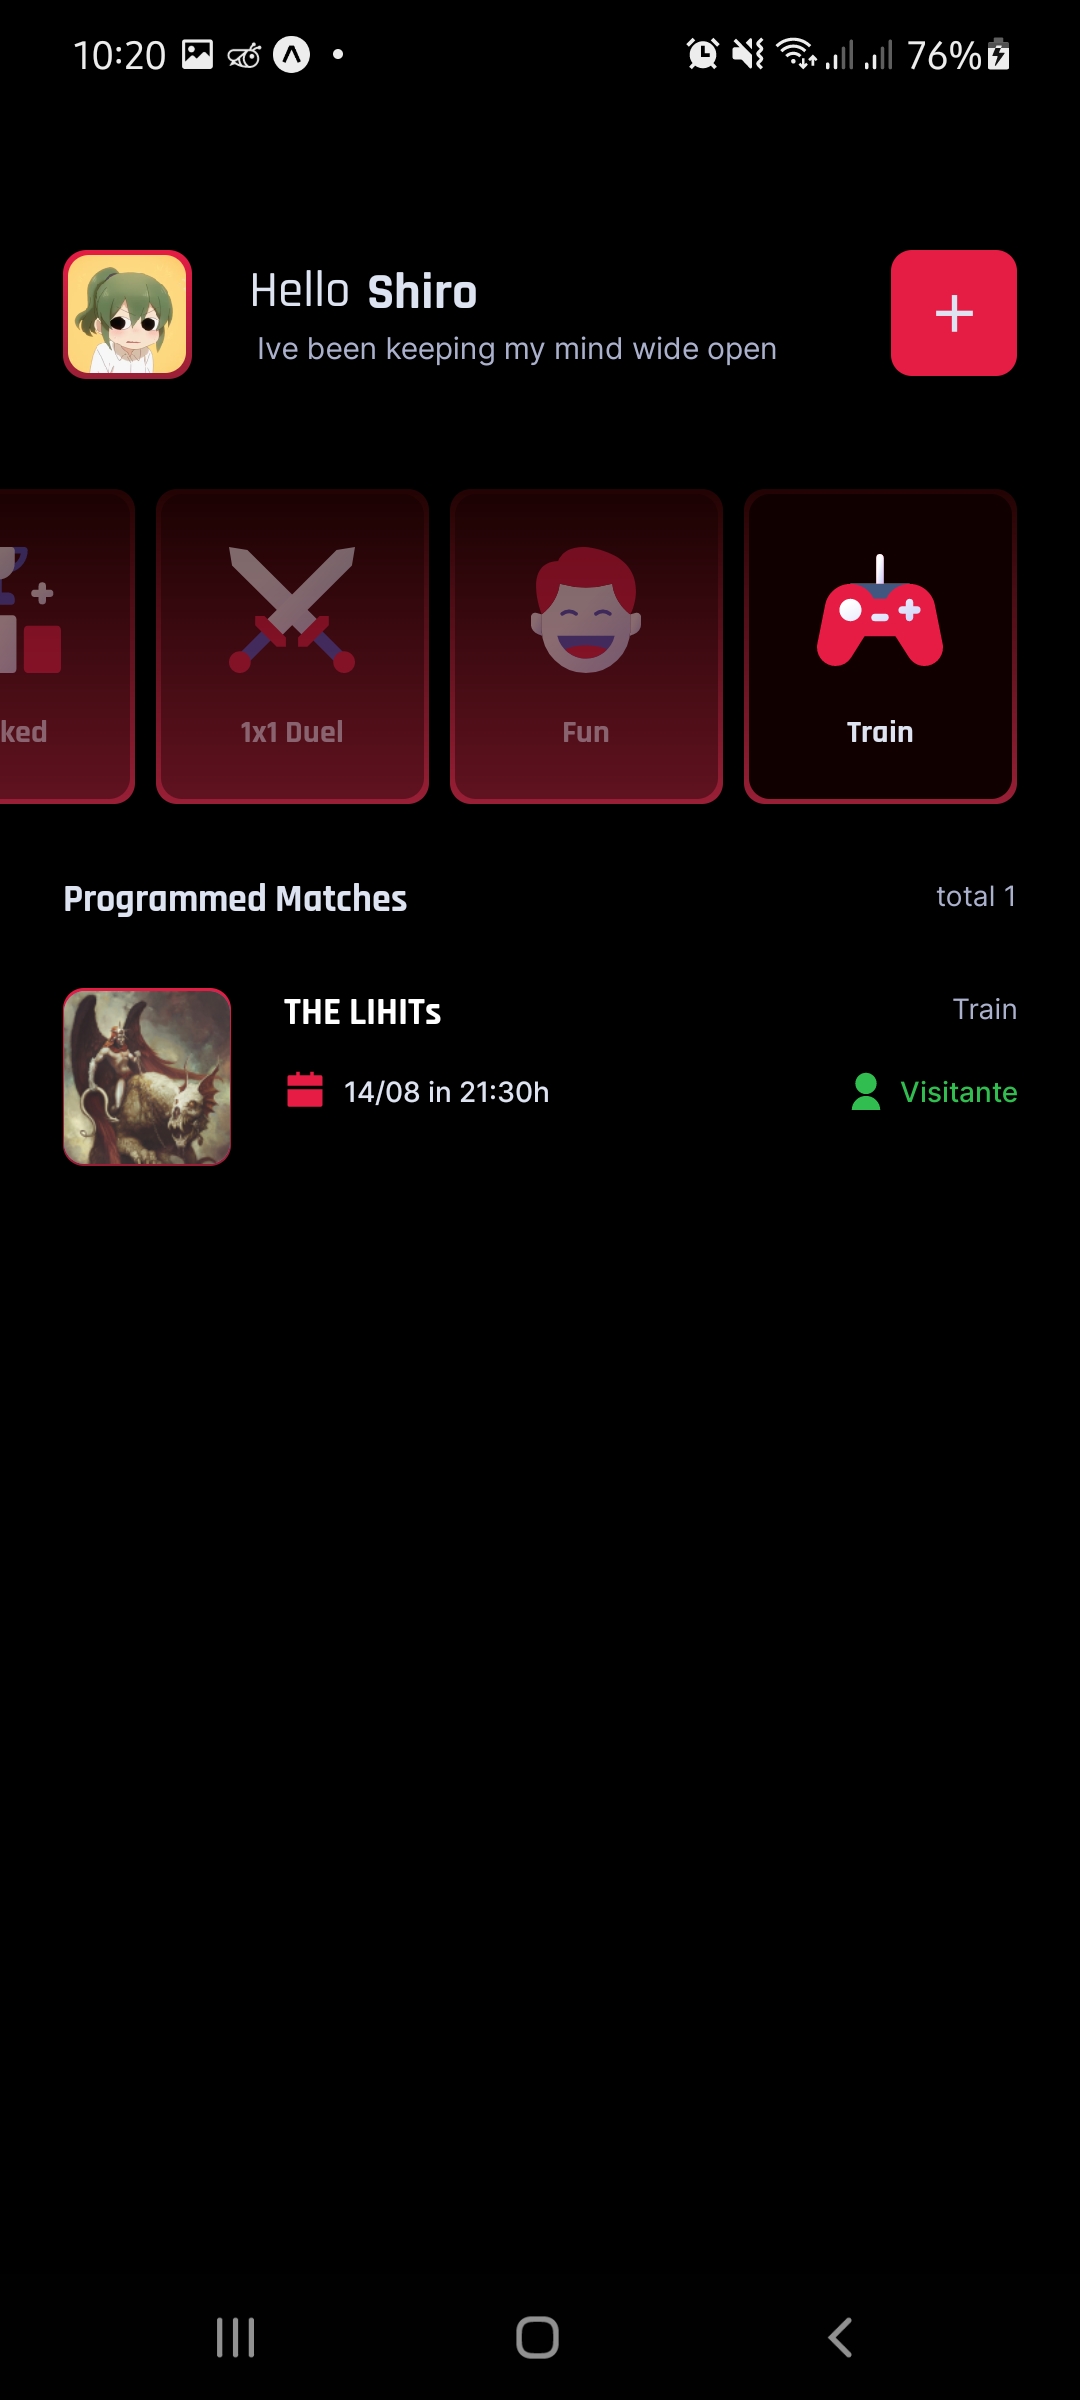 10:20
76%
Hello Shiro
Ive been keeping my mind wide open
ked
1x1 Duel
Fun
Train
Programmed Matches
total 1
THE LIHITs
Train
14/08 in 21:30h
Visitante